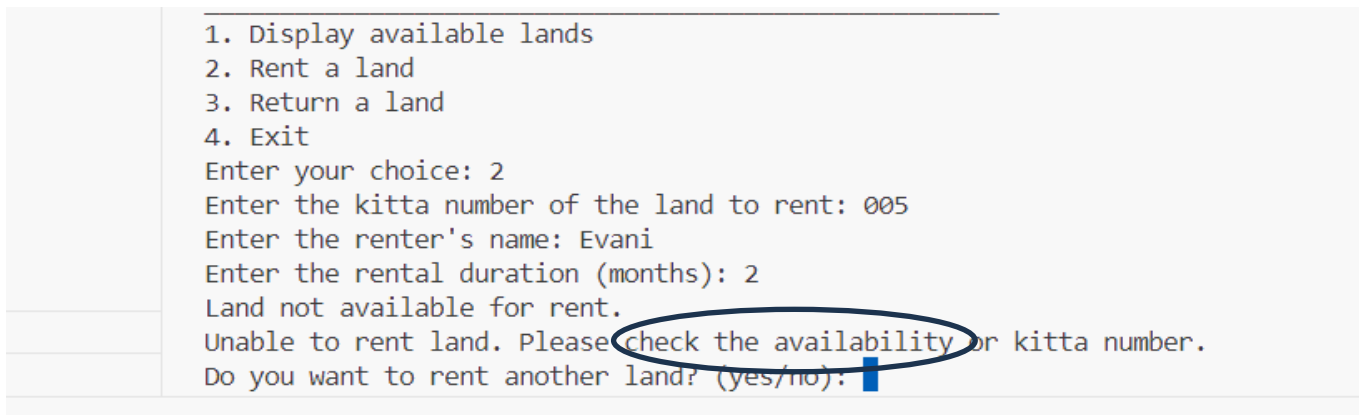 1. Display available lands
2. Rent a land
3. Return a land
4. Exit
Enter your choice: 2
Enter the kitta number of the land to rent: 005
Enter the renter's name: Evani
Enter the rental duration (months): 2
Land not available for rent.
Unable to rent land. Please check the availability or kitta number.
Do you want to rent another land? (yes/no):